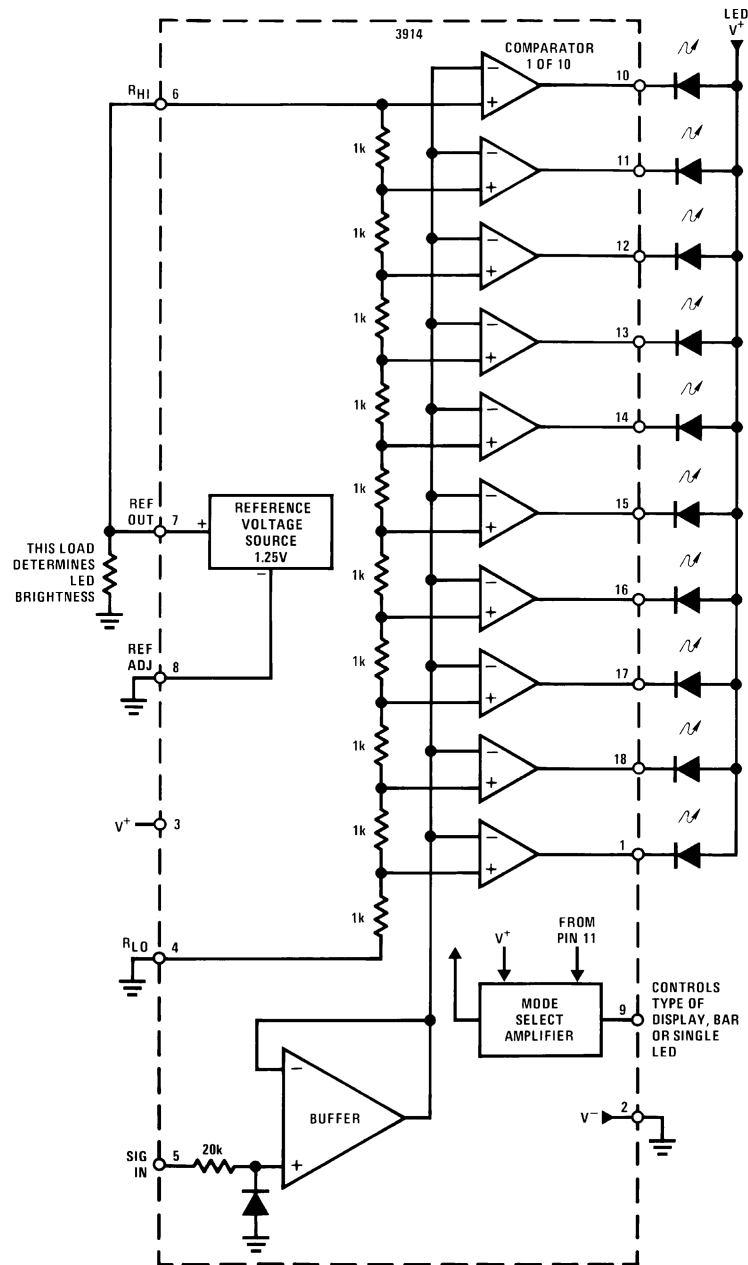 LED
V+
3914
COMPARATOR
1 OF 10
RHI 6
10
1k
11
1k
12
1k
13
1k
14
1k
15
REF
OUT 7
REFERENCE
VOLTAGE
SOURCE
1.25V
+
−
THIS LOAD
DETERMINES
LED
BRIGHTNESS
1k
16
1k
17
REF
ADJ 8
1k
18
V+ 3
1k
1
1k
RLO 4
V+
FROM
PIN 11
MODE
SELECT
AMPLIFIER
9
CONTROLS
TYPE OF
DISPLAY, BAR
OR SINGLE
LED
−
BUFFER
+
V− 2
SIG
IN 5
20k
− +
− +
− +
− +
− +
− +
− +
− +
− +
− +